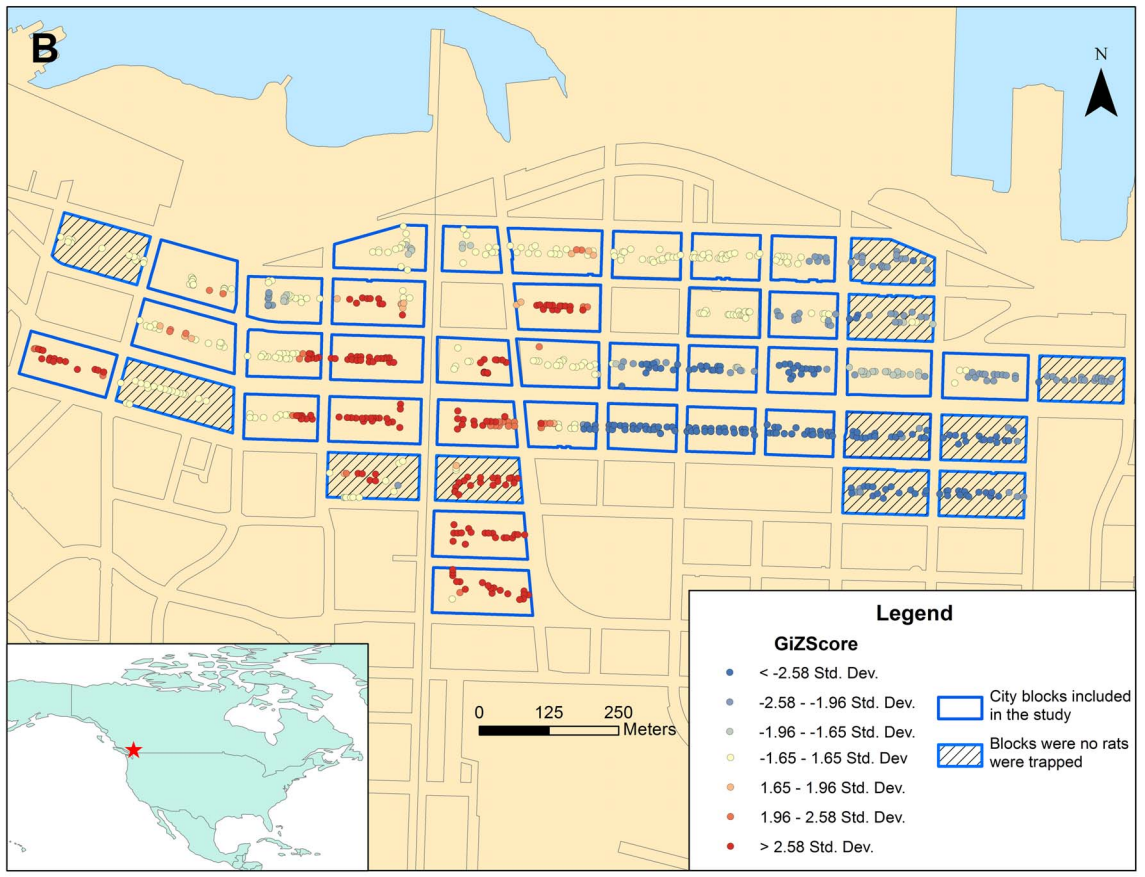 B
N
Legend
GiZScore
< -2.58 Std. Dev.
-2.58 - -1.96 Std. Dev.
-1.96 - -1.65 Std. Dev.
-1.65 - 1.65 Std. Dev
1.65 - 1.96 Std. Dev.
1.96 - 2.58 Std. Dev.
> 2.58 Std. Dev.
City blocks included
in the study
Blocks were no rats
were trapped
0 125 250
Meters